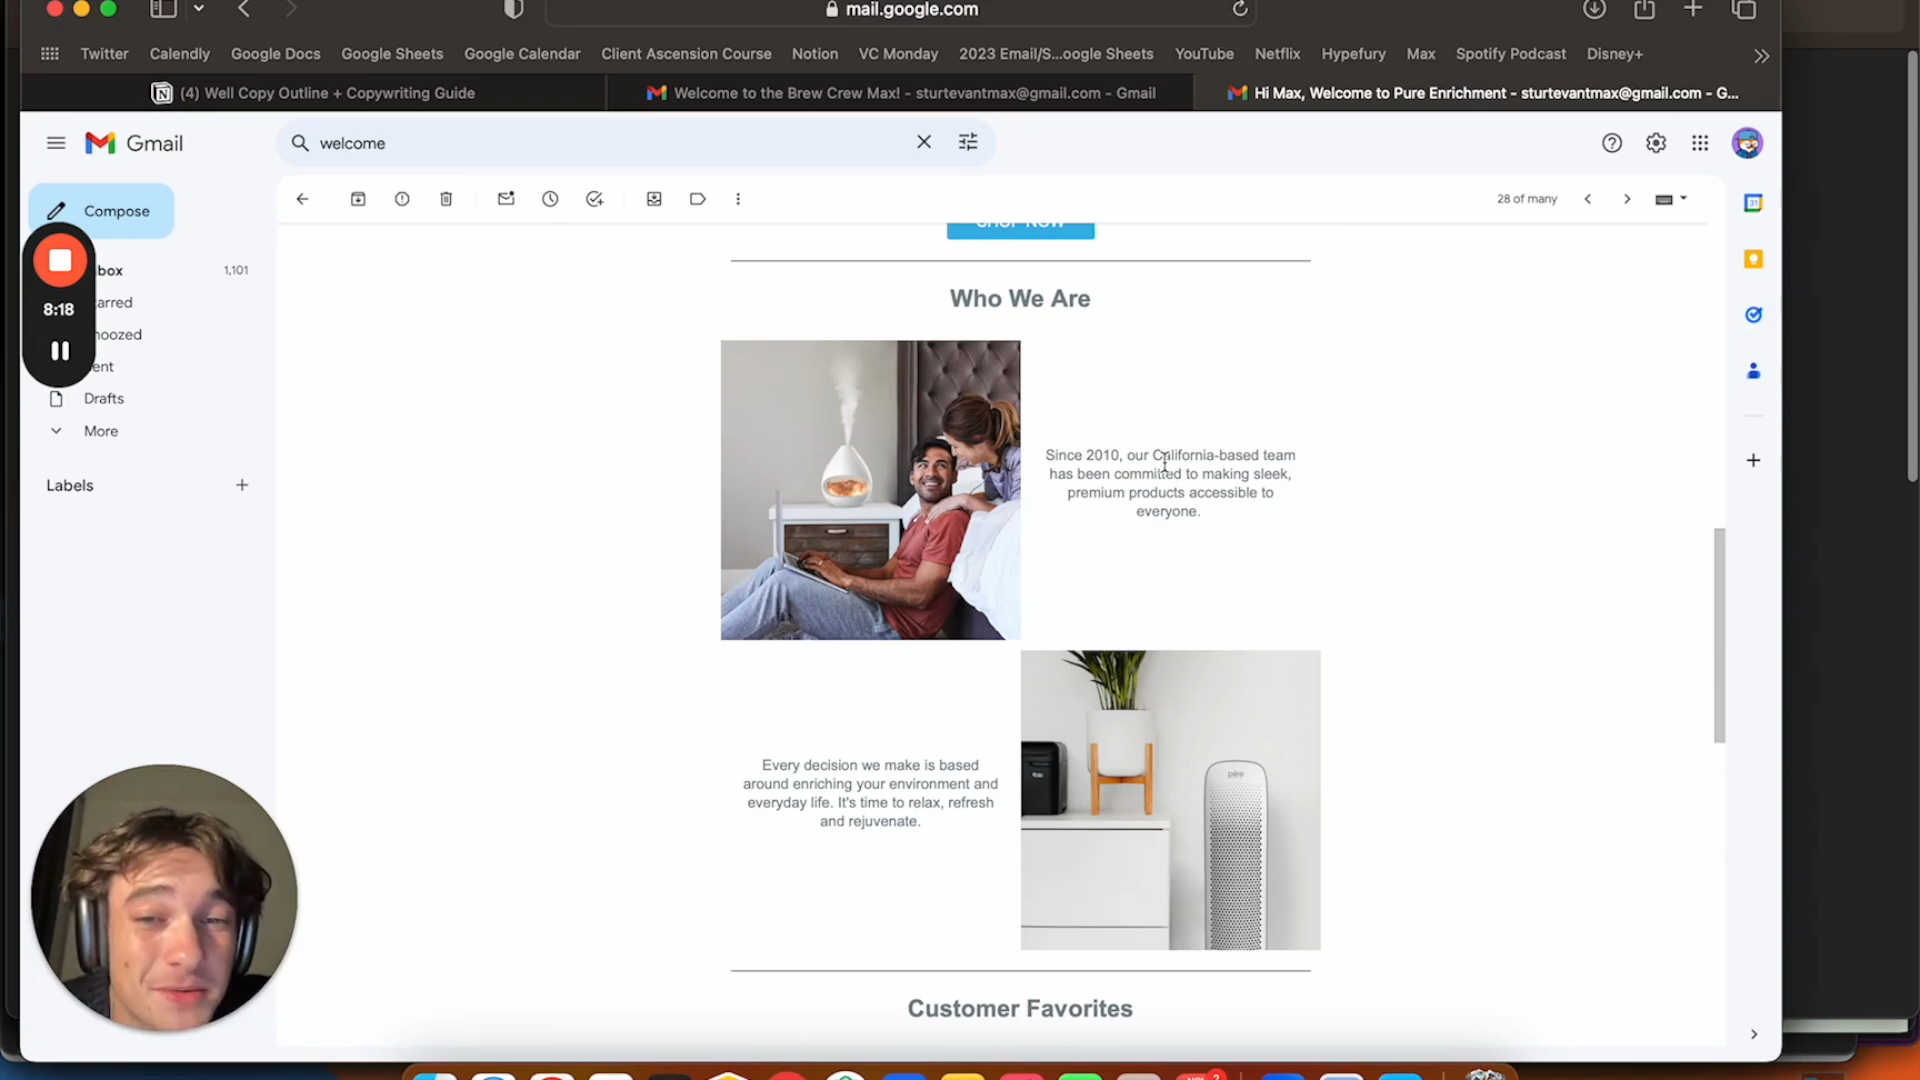 mail.google.com
Twitter Calendly Google Docs Google Sheets Google Calendar Client Ascension Course Notion VC Monday 2023 Email/S...oogle Sheets YouTube Netflix Hypefury Max Spotify Podcast Disney+
(4) Well Copy Outline + Copywriting Guide
Welcome to the Brew Crew Max! - sturtevantmax@gmail.com - Gmail
Hi Max, Welcome to Pure Enrichment - sturtevantmax@gmail.com - G...
Gmail
welcome
Compose
28 of many
8:18
box 1,101
arred
noozed
ent
Drafts
More
Labels
SHOP NOW
Who We Are
Since 2010, our California-based team
has been committed to making sleek,
premium products accessible to
everyone.
Every decision we make is based
around enriching your environment and
everyday life. It's time to relax, refresh
and rejuvenate.
pure
Customer Favorites
31